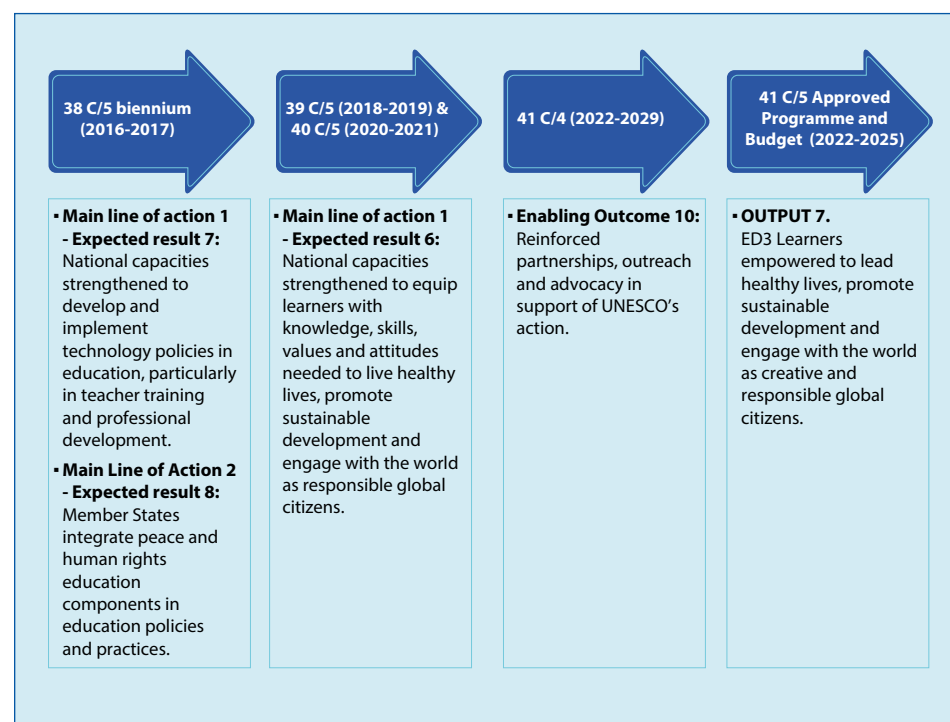 38 C/5 biennium
(2016-2017)
▪ Main line of action 1
- Expected result 7:
National capacities
strengthened to
develop and
implement
technology policies in
education, particularly
in teacher training
and professional
development.
▪ Main Line of Action 2
- Expected result 8:
Member States
integrate peace and
human rights
education
components in
education policies
and practices.
39 C/5 (2018-2019) &
40 C/5 (2020-2021)
▪ Main line of action 1
- Expected result 6:
National capacities
strengthened to equip
learners with
knowledge, skills,
values and attitudes
needed to live healthy
lives, promote
sustainable
development and
engage with the world
as responsible global
citizens.
41 C/4 (2022-2029)
▪ Enabling Outcome 10:
Reinforced
partnerships, outreach
and advocacy in
support of UNESCO’s
action.
41 C/5 Approved
Programme and
Budget (2022-2025)
▪ OUTPUT 7.
ED3 Learners
empowered to lead
healthy lives, promote
sustainable
development and
engage with the world
as creative and
responsible global
citizens.